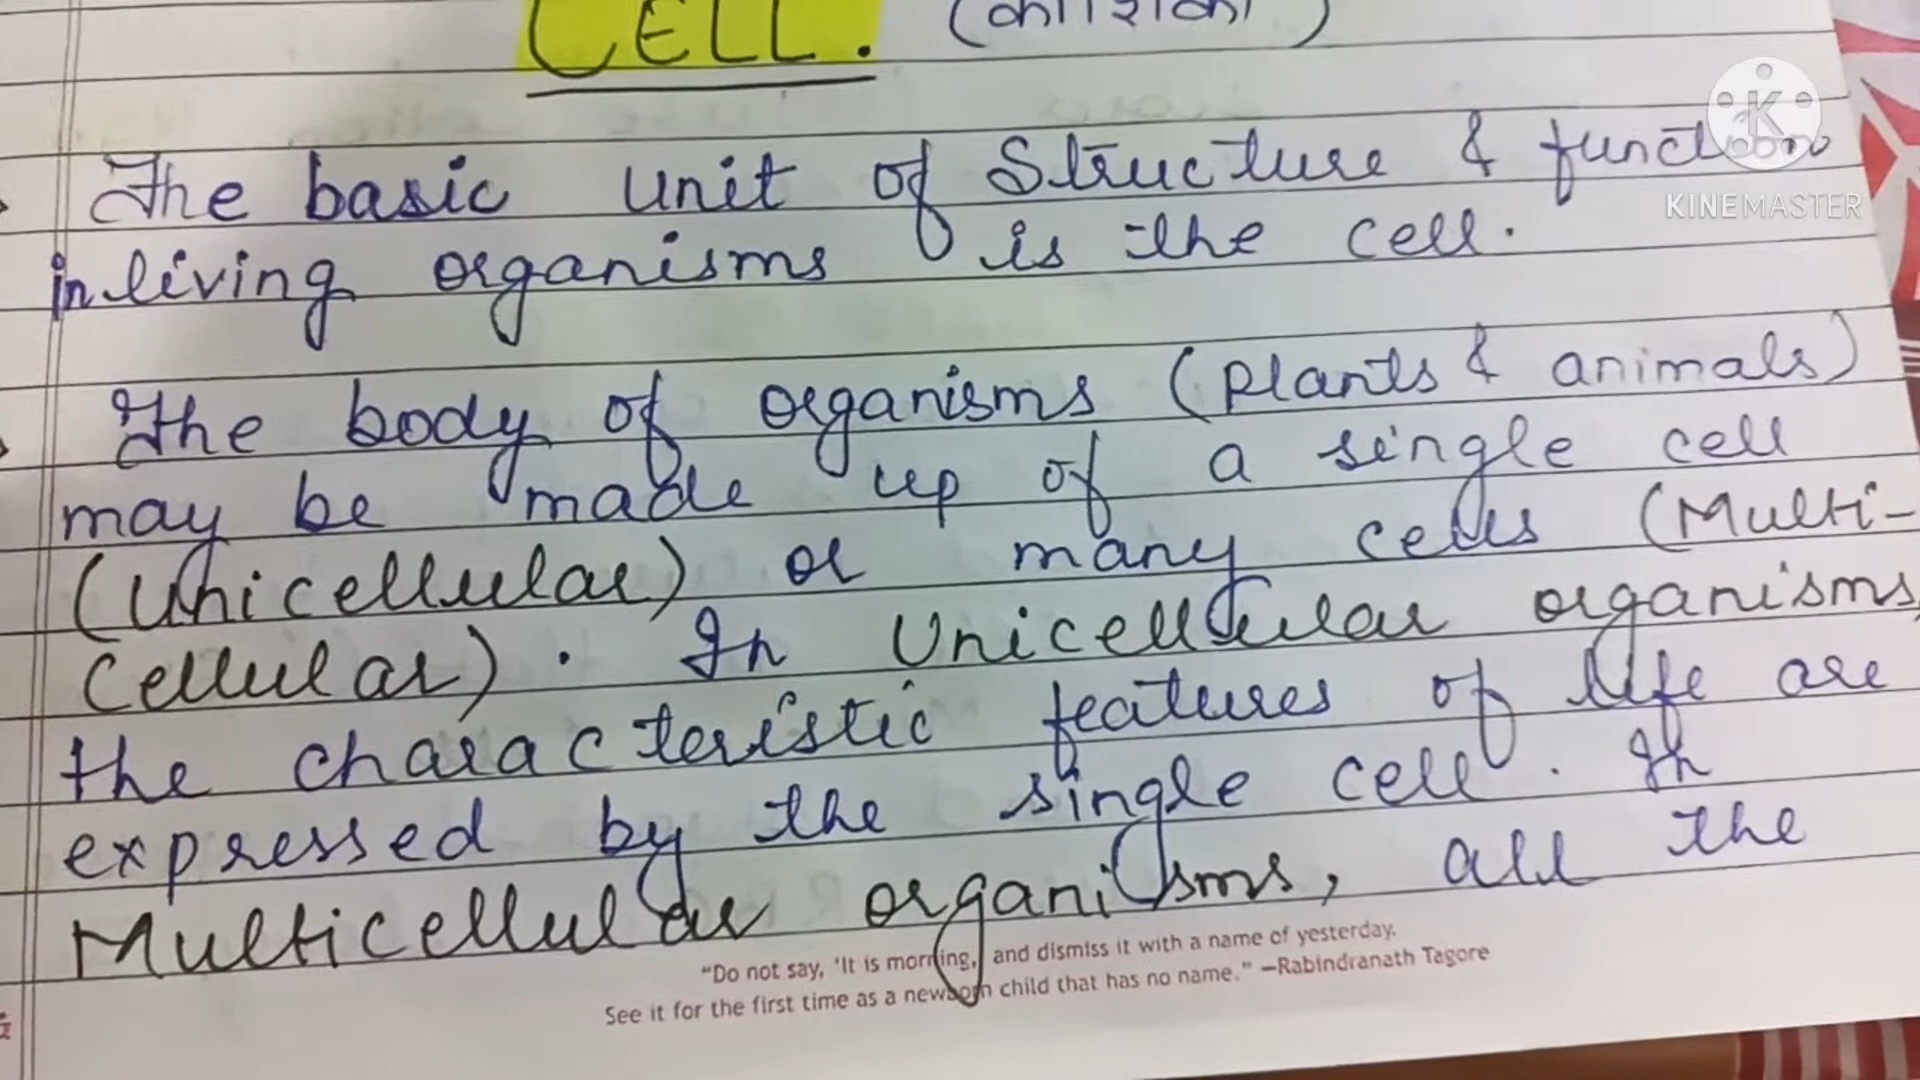 CELL. (कोशिका)
The basic unit of Structure & function
in living organisms is the cell.
The body of organisms (plants & animals)
may be made up of a single cell
(Unicellular) or many cells (Multi-
Cellular). In Unicellular organisms,
the characteristic features of life are
expressed by the single cell. In
Multicellular organisms, all the
"Do not say, 'It is morning,' and dismiss it with a name of yesterday.
See it for the first time as a newborn child that has no name." —Rabindranath Tagore
KINEMASTER